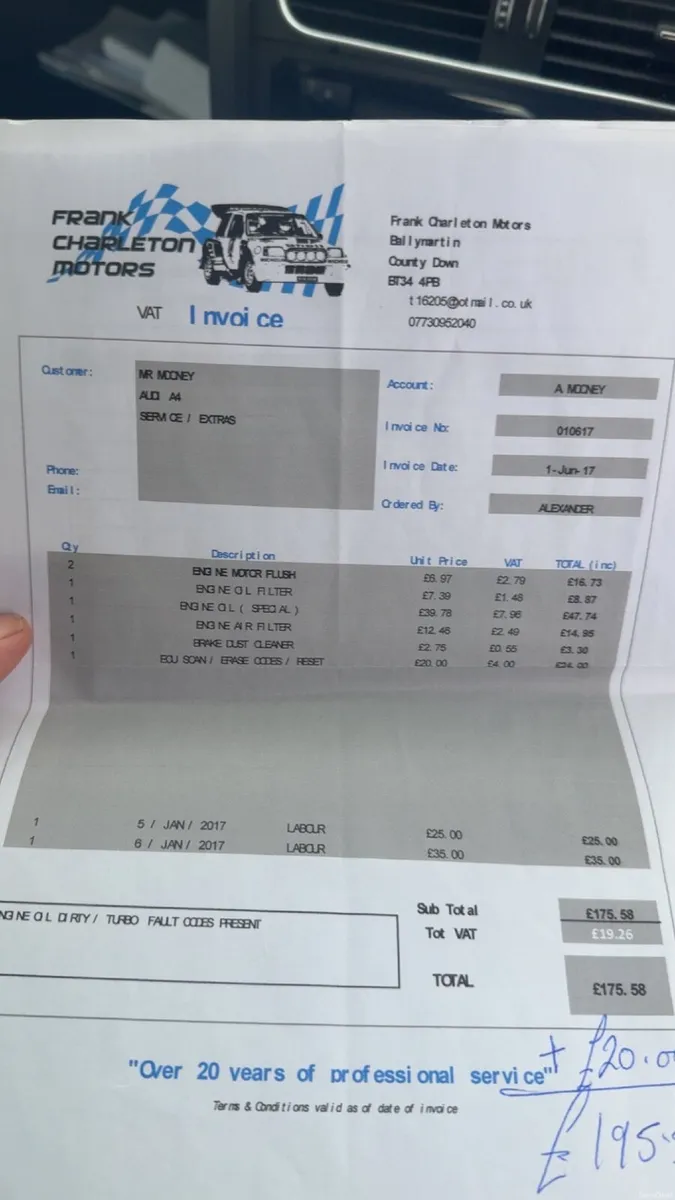 FRANK
CHARLETON
MOTORS
VAT Invoice
Frank Charleton Motors
Ballymartin
County Down
BT34 4PB
t16205@otmail.co.uk
07730952040
Customer: MR MOONEY
AUDI A4
SERVICE / EXTRAS
Phone:
Email:
Account: A. MOONEY
Invoice No: 010617
Invoice Date: 1-Jun-17
Ordered By: ALEXANDER
Qty Description Unit Price VAT TOTAL (inc)
2 ENGINE MOTOR FLUSH £6.97 £2.79 £16.73
1 ENGINE OIL FILTER £7.39 £1.48 £8.87
1 ENGINE OIL ( SPECIAL ) £39.78 £7.96 £47.74
1 ENGINE AIR FILTER £12.46 £2.49 £14.95
1 BRAKE DUST CLEANER £2.75 £0.55 £3.30
1 ECU SCAN / ERASE CODES / RESET £20.00 £4.00 £24.00
1 5 / JAN / 2017 LABOUR £25.00 £25.00
1 6 / JAN / 2017 LABOUR £35.00 £35.00
NGINE OIL DIRTY / TURBO FAULT CODES PRESENT
Sub Total £175.58
Tot VAT £19.26
TOTAL £175.58
"Over 20 years of professional service"
Terms & Conditions valid as of date of invoice
+ £20.0
£195.